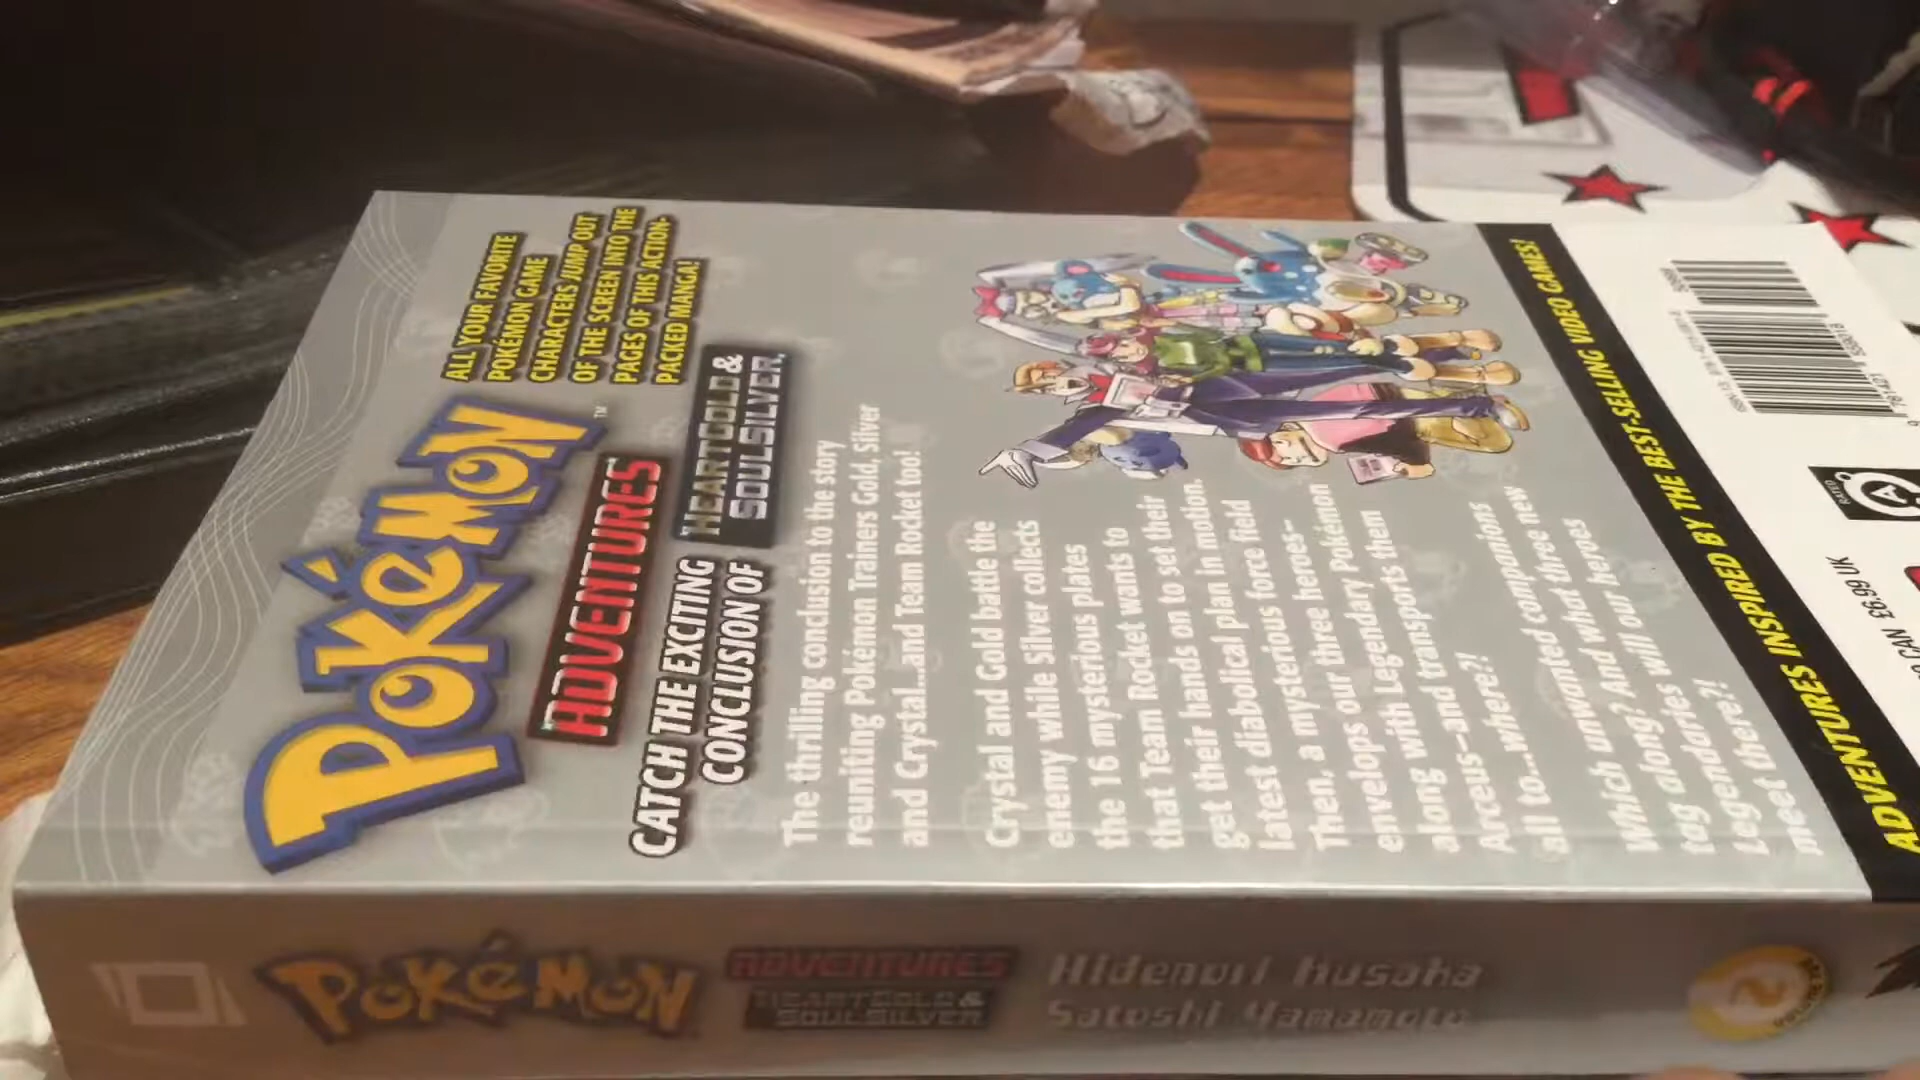 ALL YOUR FAVORITE
POKÉMON GAME
CHARACTERS JUMP OUT
OF THE SCREEN INTO THE
PAGES OF THIS ACTION-
PACKED MANGA!
POKéMON
ADVENTURES
CATCH THE EXCITING
CONCLUSION OF
HEARTGOLD &
SOULSILVER.
The thrilling conclusion to the story
reuniting Pokémon Trainers Gold, Silver
and Crystal...and Team Rocket too!
Crystal and Gold battle the
enemy while Silver collects
the 16 mysterious plates
that Team Rocket wants to
get their hands on to set their
latest diabolical plan in motion.
Then, a mysterious force field
envelops our three heroes–
along with Legendary Pokémon
Arceus–and transports them
all to...where?!
Which unwanted companions
tag along? And what three new
Legendaries will our heroes
meet there?!
ADVENTURES INSPIRED BY THE BEST-SELLING VIDEO GAMES!
RATED
A
CAN £6.99 UK
POKéMON
ADVENTURES
HEARTGOLD &
SOULSILVER
Hidenori Kusaka
Satoshi Yamamoto
2